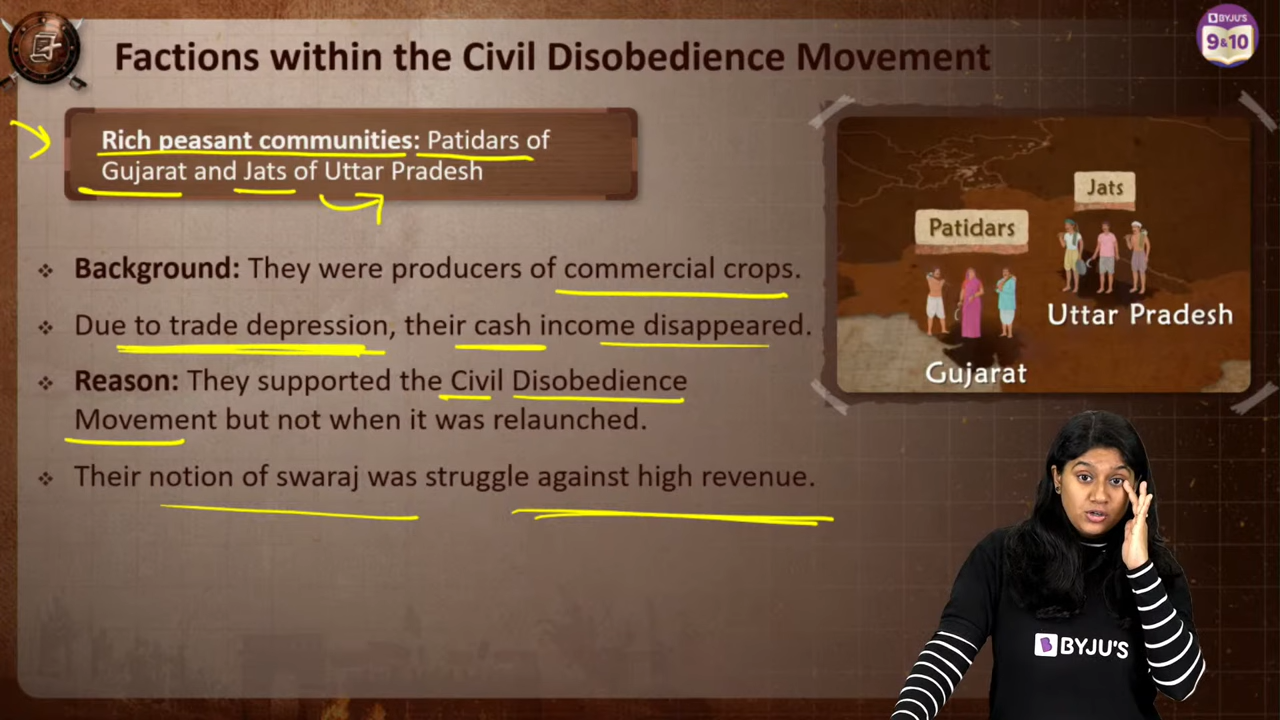 Factions within the Civil Disobedience Movement
BYJU'S
9&10
Rich peasant communities: Patidars of
Gujarat and Jats of Uttar Pradesh
❖ Background: They were producers of commercial crops.
❖ Due to trade depression, their cash income disappeared.
❖ Reason: They supported the Civil Disobedience
Movement but not when it was relaunched.
❖ Their notion of swaraj was struggle against high revenue.
Jats
Patidars
Uttar Pradesh
Gujarat
BYJU'S